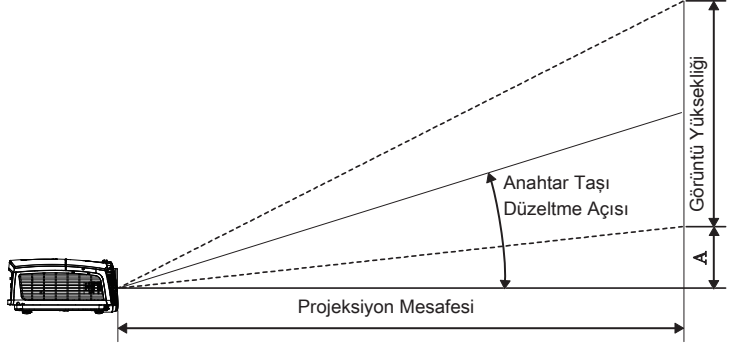 Görüntü Yüksekliği
Anahtar Taşı
Düzeltme Açısı
A
Projeksiyon Mesafesi